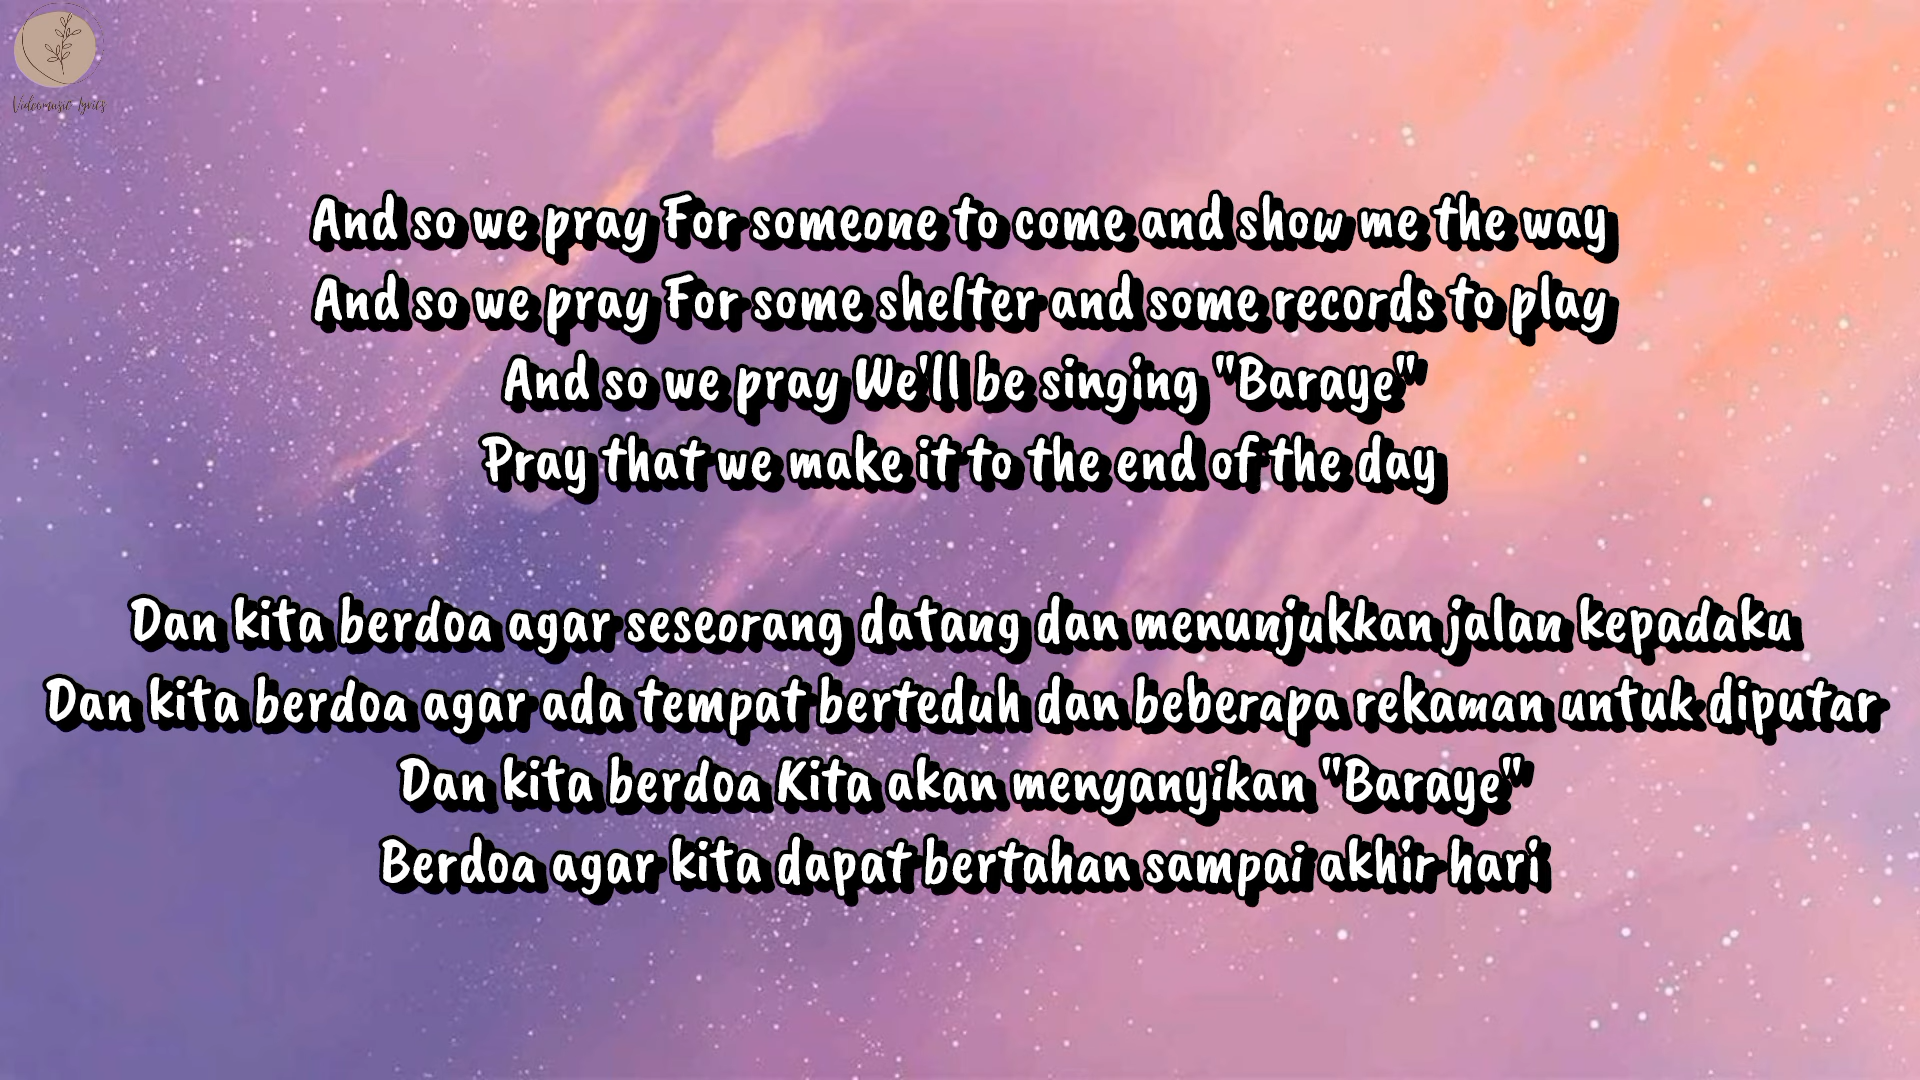 Videomusic lyrics
And so we pray For someone to come and show me the way
And so we pray For some shelter and some records to play
And so we pray We'll be singing "Baraye"
Pray that we make it to the end of the day
Dan kita berdoa agar seseorang datang dan menunjukkan jalan kepadaku
Dan kita berdoa agar ada tempat berteduh dan beberapa rekaman untuk diputar
Dan kita berdoa Kita akan menyanyikan "Baraye"
Berdoa agar kita dapat bertahan sampai akhir hari